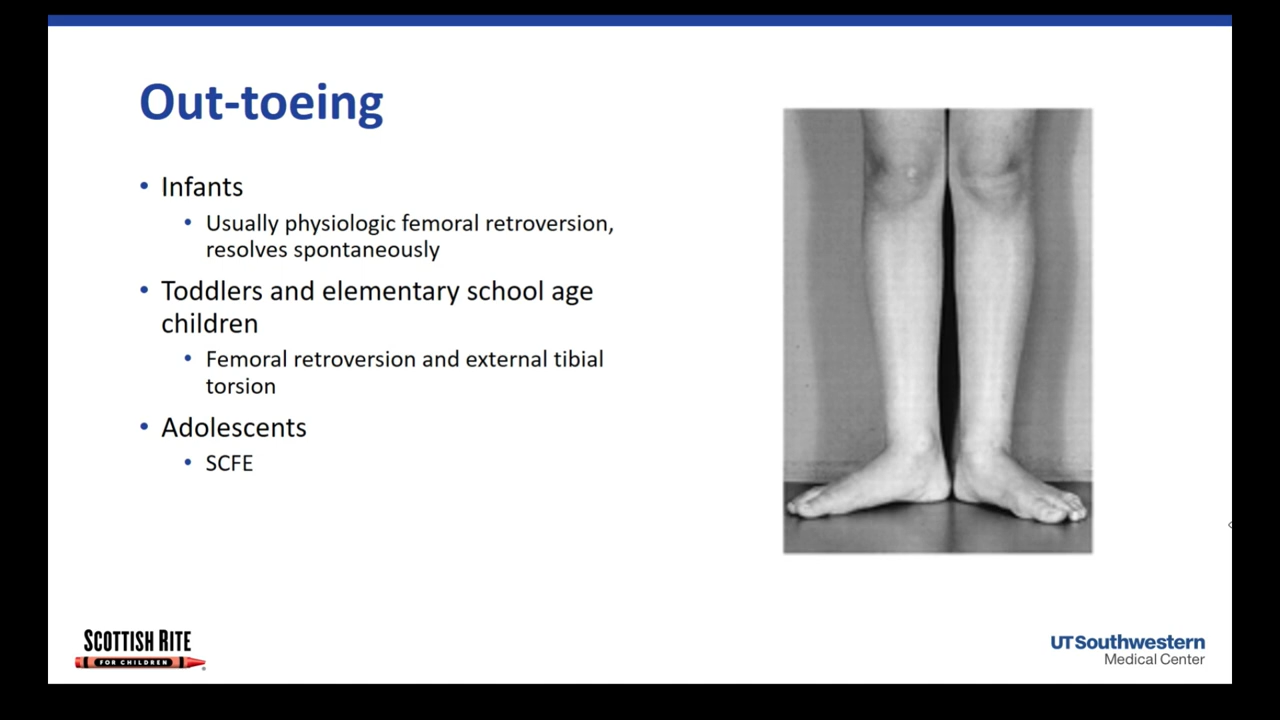 Out-toeing
• Infants
• Usually physiologic femoral retroversion,
resolves spontaneously
• Toddlers and elementary school age
children
• Femoral retroversion and external tibial
torsion
• Adolescents
• SCFE
SCOTTISH RITE
FOR CHILDREN
UTSouthwestern
Medical Center